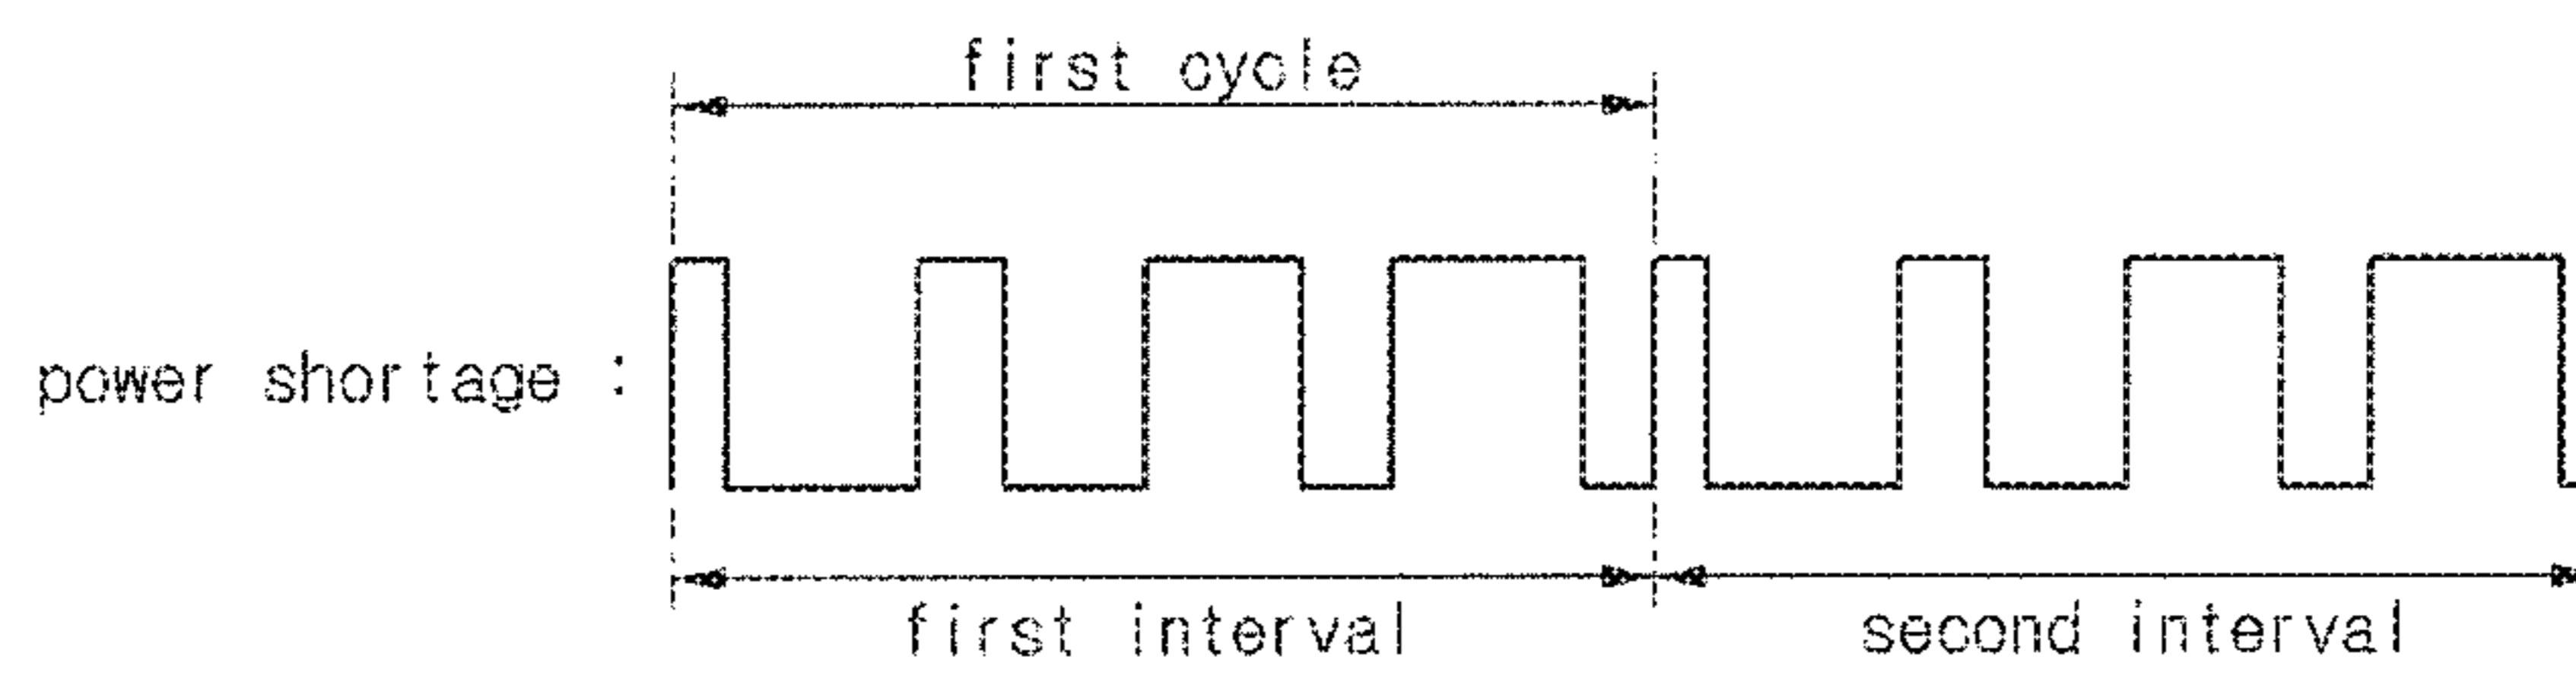 first cycle
power shortage :
first interval
second interval